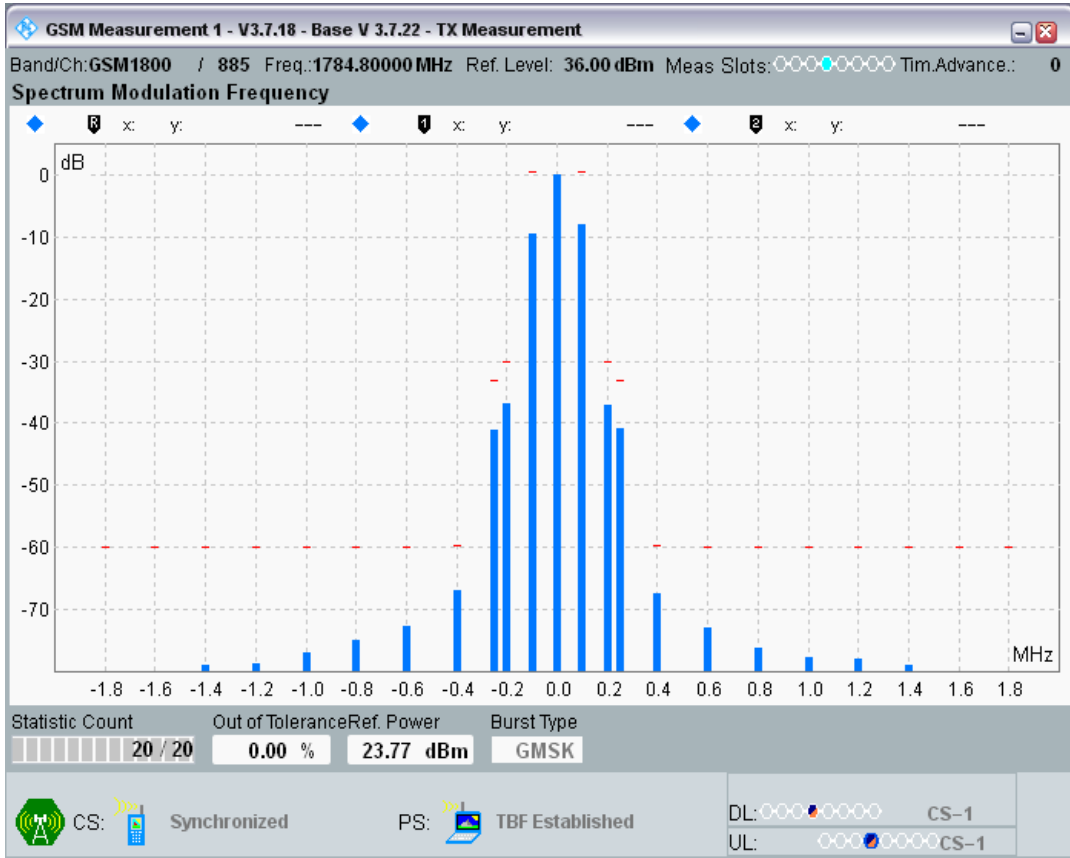 GSM Measurement 1 - V3.7.18 - Base V 3.7.22 - TX Measurement
Band/Ch:GSM1800 / 885 Freq.:1784.80000 MHz Ref. Level: 36.00 dBm Meas Slots: Tim.Advance.: 0
Spectrum Modulation Frequency
R x: y: --- 1 x: y: --- 2 x: y: ---
dB
0
-10
-20
-30
-40
-50
-60
-70
MHz
-1.8 -1.6 -1.4 -1.2 -1.0 -0.8 -0.6 -0.4 -0.2 0.0 0.2 0.4 0.6 0.8 1.0 1.2 1.4 1.6 1.8
Statistic Count Out of Tolerance Ref. Power Burst Type
20 / 20 0.00 % 23.77 dBm GMSK
CS: Synchronized PS: TBF Established
DL: CS-1
UL: CS-1